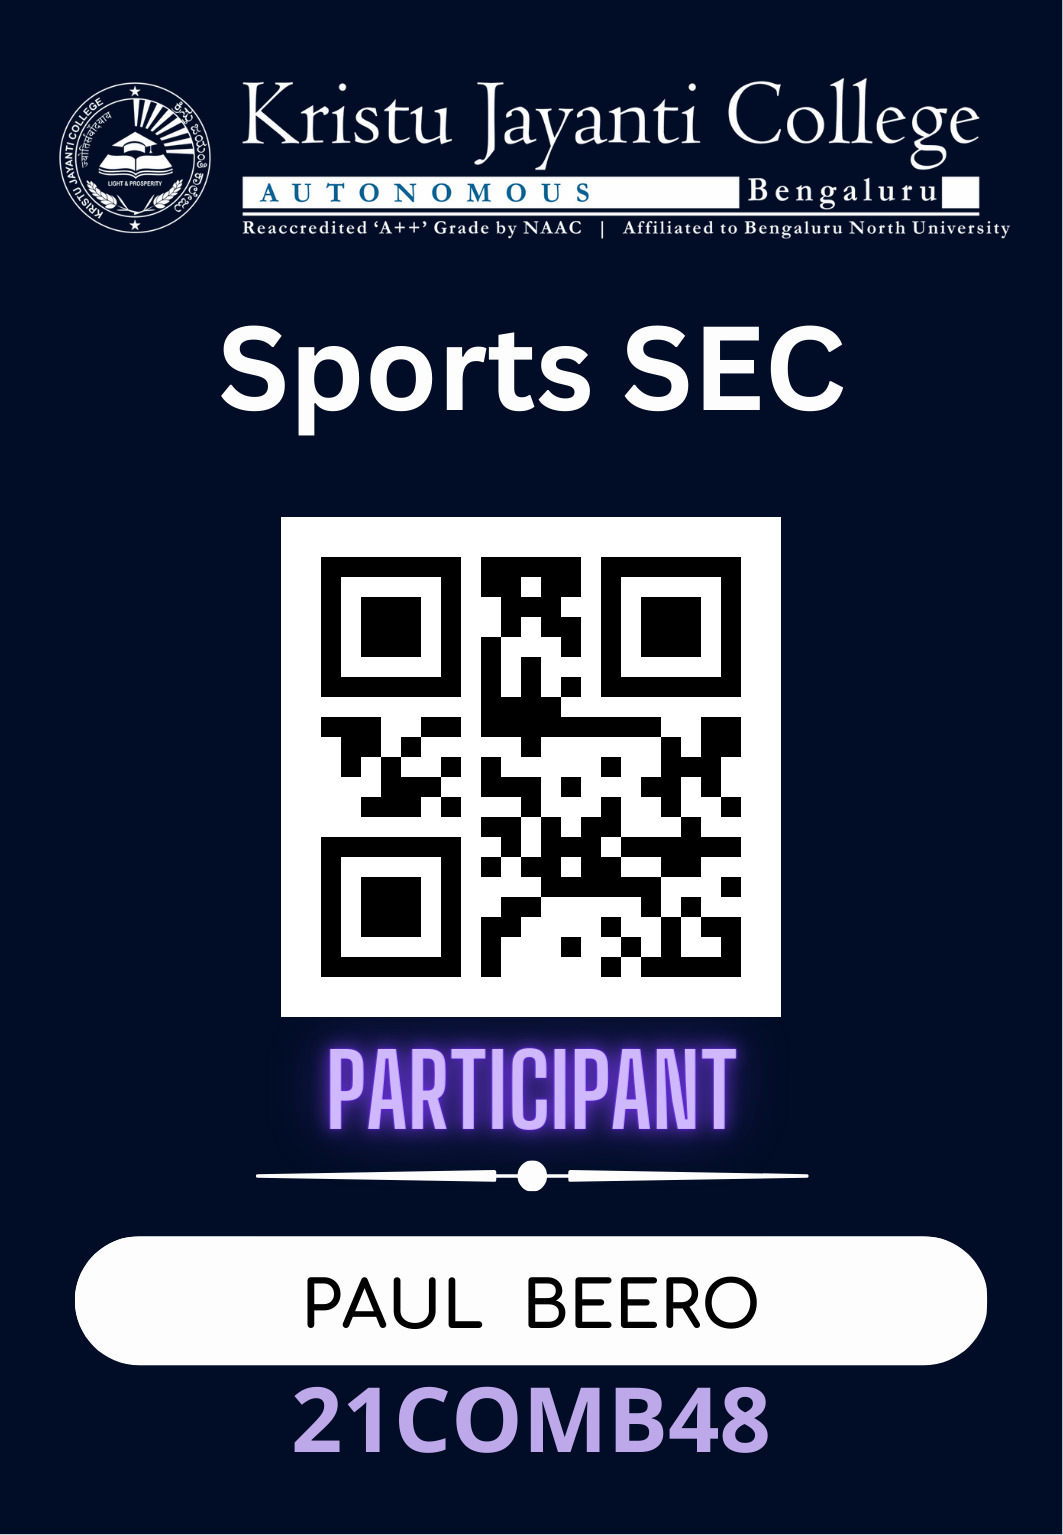 KRISTU JAYANTI COLLEGE
ಕ್ರಿಸ್ತು ಜಯಂತಿ ಕಾಲೇಜು
LIGHT & PROSPERITY
Kristu Jayanti College
AUTONOMOUS Bengaluru
Reaccredited ‘A++’ Grade by NAAC | Affiliated to Bengaluru North University
Sports SEC
PARTICIPANT
PAUL BEERO
21COMB48